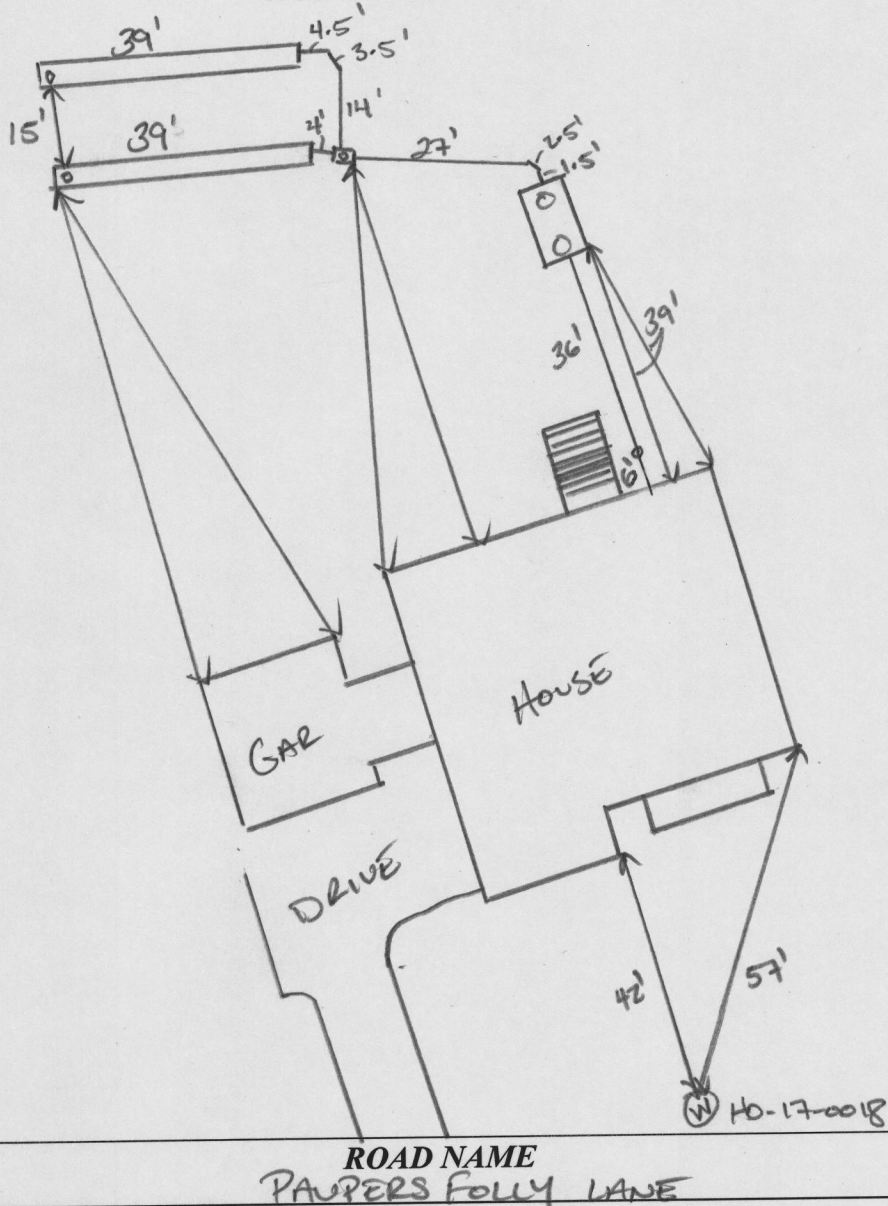 39'
4.5'
3.5'
15'
39'
4'
14'
27'
2.5'
1.5'
36'
39'
6'
HOUSE
GAR
DRIVE
42'
57'
W HO-17-0018
ROAD NAME
PAUPERS FOLLY LANE